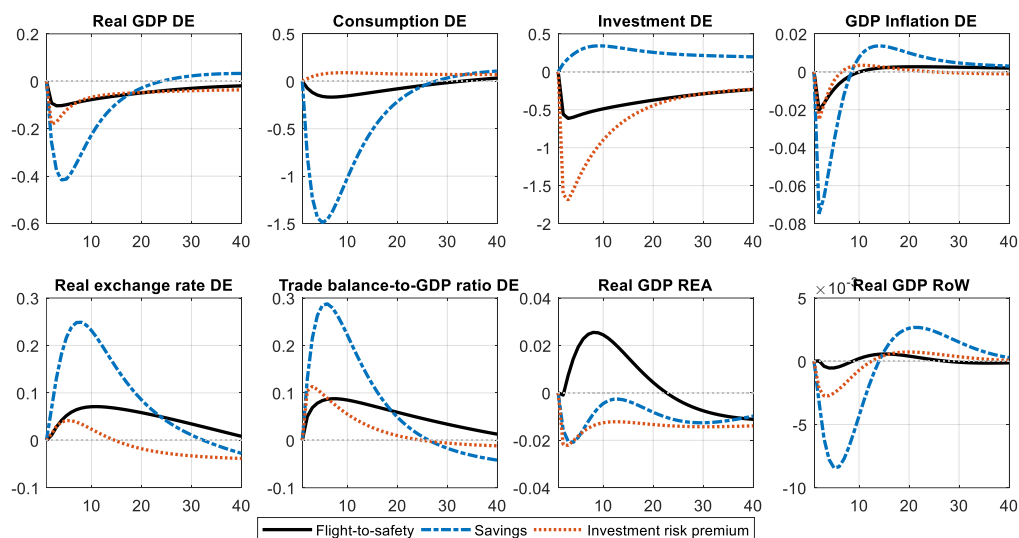 Real GDP DE
0.2
0
-0.2
-0.4
-0.6
10 20 30 40
Consumption DE
0.5
0
-0.5
-1
-1.5
10 20 30 40
Investment DE
0.5
0
-0.5
-1
-1.5
-2
10 20 30 40
GDP Inflation DE
0.02
0
-0.02
-0.04
-0.06
-0.08
10 20 30 40
Real exchange rate DE
0.3
0.2
0.1
0
-0.1
10 20 30 40
Trade balance-to-GDP ratio DE
0.3
0.2
0.1
0
-0.1
10 20 30 40
Real GDP REA
0.04
0.02
0
-0.02
-0.04
10 20 30 40
Real GDP RoW
5
0
-5
-10
10 20 30 40
Flight-to-safety Savings Investment risk premium